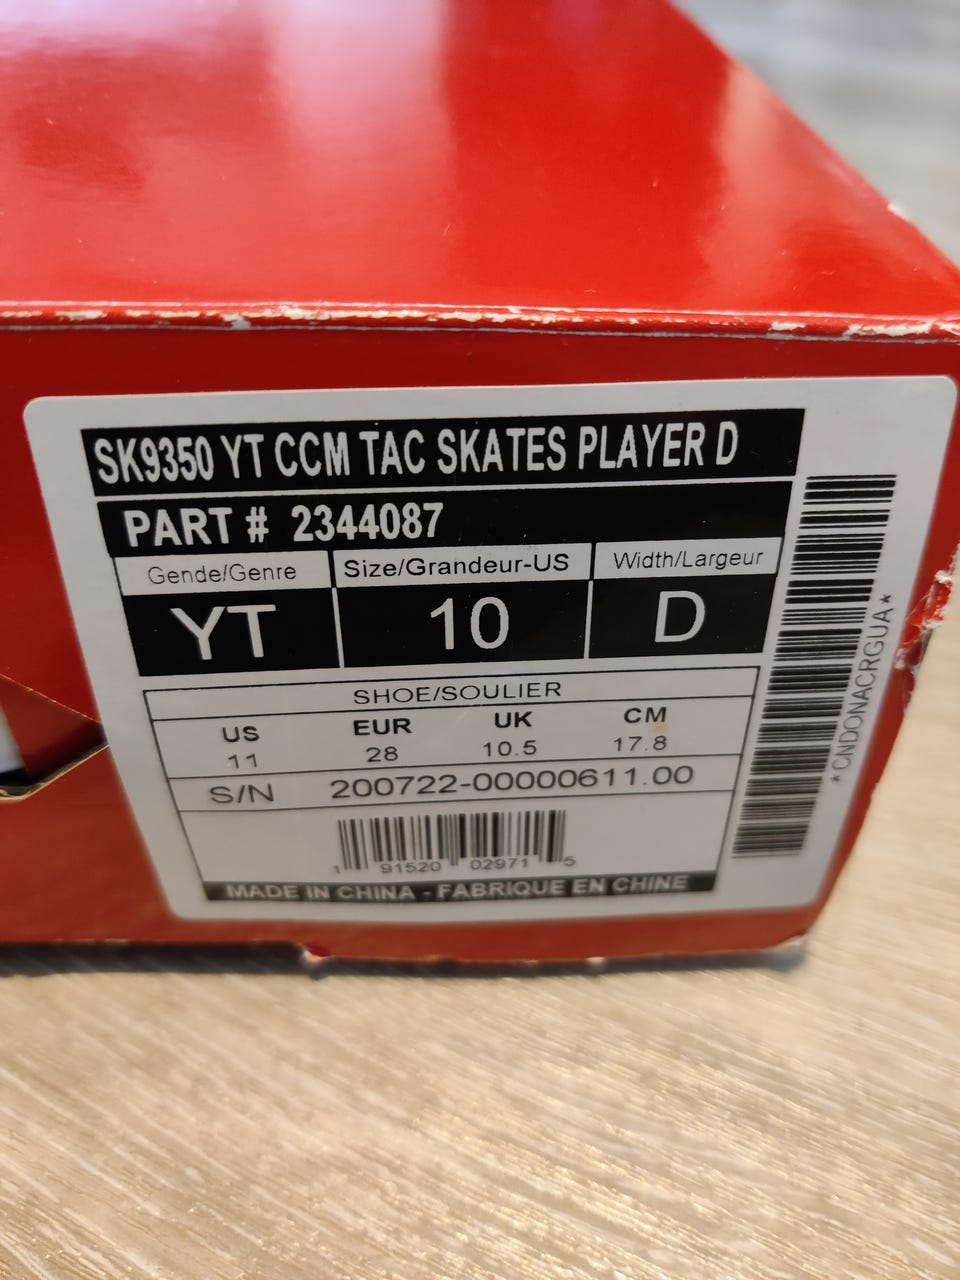 SK9350 YT CCM TAC SKATES PLAYER D
PART # 2344087
Gende/Genre Size/Grandeur-US Width/Largeur
YT 10 D
SHOE/SOULIER
US EUR UK CM
11 28 10.5 17.8
S/N 200722-00000611.00
1 91520 02971 5
MADE IN CHINA - FABRIQUE EN CHINE
*CNDONACRGUA*